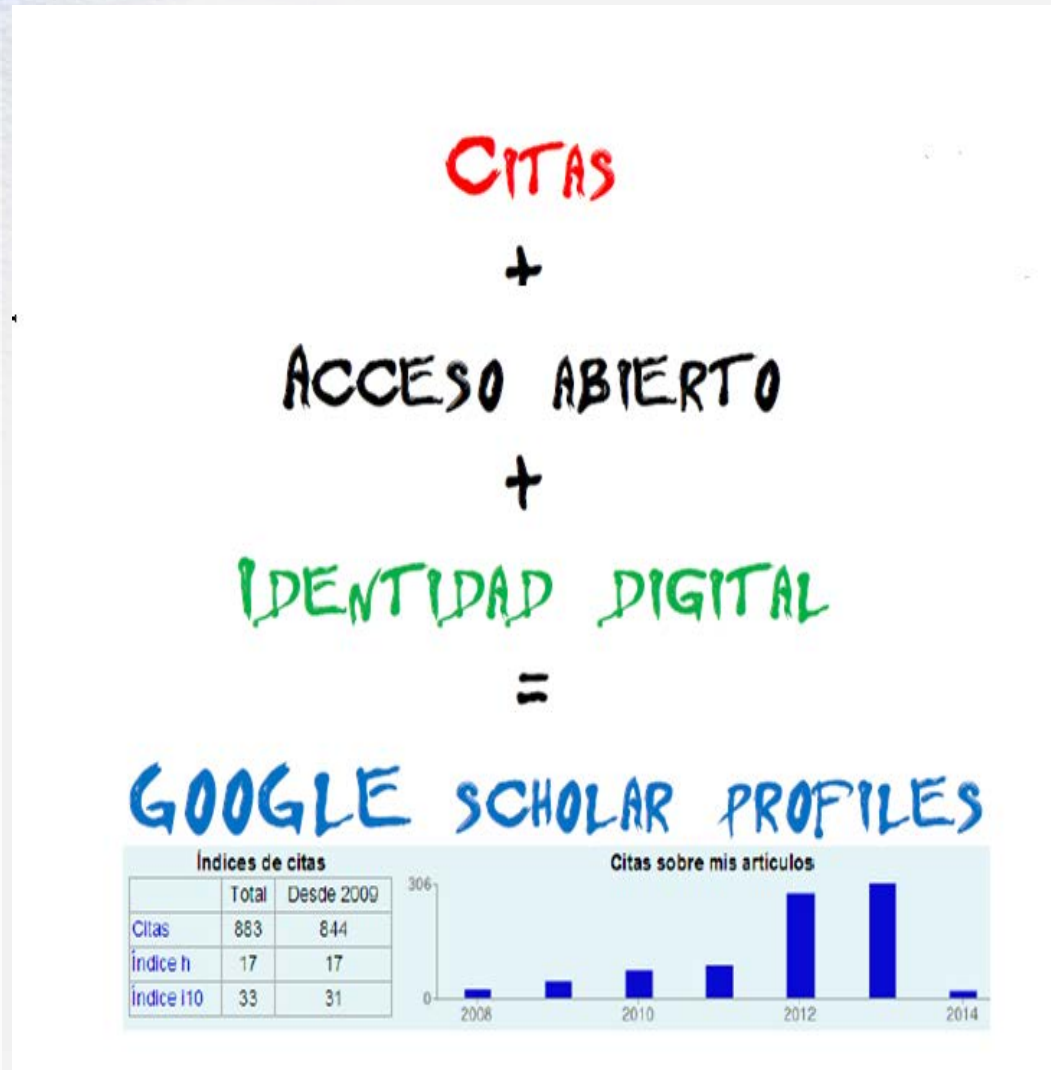 CITAS
+
ACCESO ABIERTO
+
IDENTIDAD DIGITAL
=
GOOGLE SCHOLAR PROFILES
Índices de citas
Total Desde 2009
Citas 883 844
Índice h 17 17
Índice i10 33 31
Citas sobre mis articulos
306
0
2008 2010 2012 2014